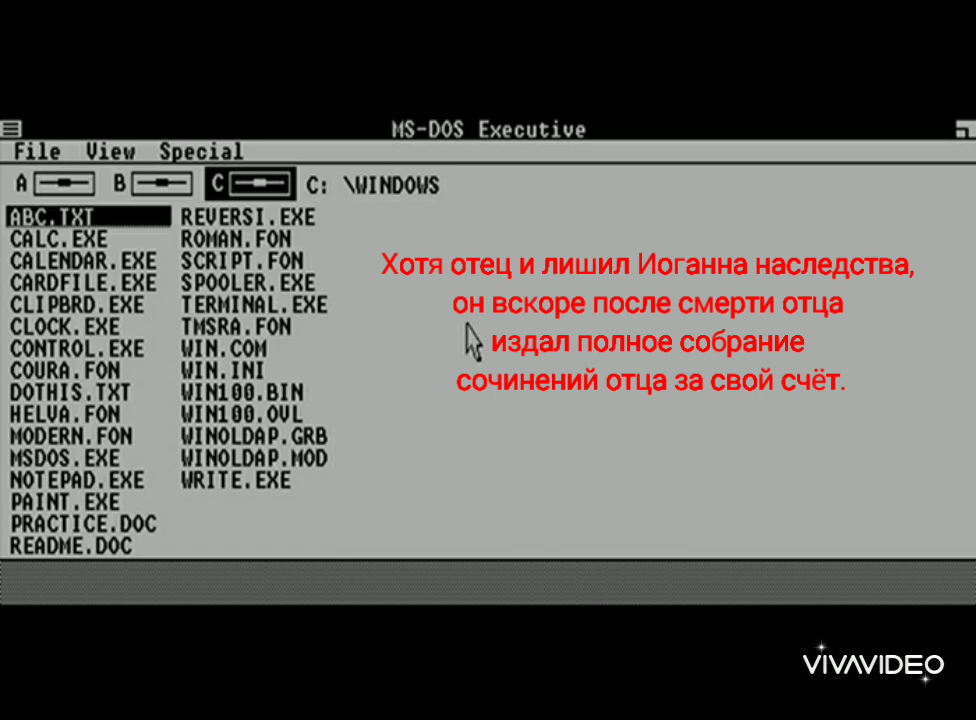 MS-DOS Executive
File View Special
A B C C: \WINDOWS
ABC.TXT REVERSI.EXE
CALC.EXE ROMAN.FON
CALENDAR.EXE SCRIPT.FON
CARDFILE.EXE SPOOLER.EXE
CLIPBRD.EXE TERMINAL.EXE
CLOCK.EXE TMSRA.FON
CONTROL.EXE WIN.COM
COURA.FON WIN.INI
DOTHIS.TXT WIN100.BIN
HELVA.FON WIN100.OVL
MODERN.FON WINOLDAP.GRB
MSDOS.EXE WINOLDAP.MOD
NOTEPAD.EXE WRITE.EXE
PAINT.EXE
PRACTICE.DOC
README.DOC
Хотя отец и лишил Иоганна наследства,
он вскоре после смерти отца
издал полное собрание
сочинений отца за свой счёт.
VIVAVIDEO